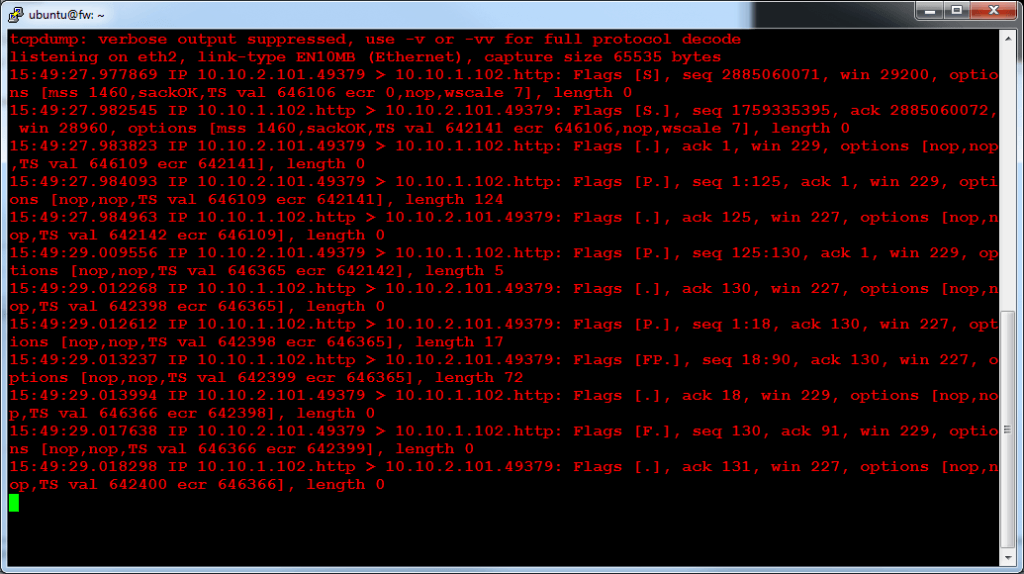 ubuntu@fw: ~
tcpdump: verbose output suppressed, use -v or -vv for full protocol decode
listening on eth2, link-type EN10MB (Ethernet), capture size 65535 bytes
15:49:27.977869 IP 10.10.2.101.49379 > 10.10.1.102.http: Flags [S], seq 2885060071, win 29200, optio
ns [mss 1460,sackOK,TS val 646106 ecr 0,nop,wscale 7], length 0
15:49:27.982545 IP 10.10.1.102.http > 10.10.2.101.49379: Flags [S.], seq 1759335395, ack 2885060072,
 win 28960, options [mss 1460,sackOK,TS val 642141 ecr 646106,nop,wscale 7], length 0
15:49:27.983823 IP 10.10.2.101.49379 > 10.10.1.102.http: Flags [.], ack 1, win 229, options [nop,nop
,TS val 646109 ecr 642141], length 0
15:49:27.984093 IP 10.10.2.101.49379 > 10.10.1.102.http: Flags [P.], seq 1:125, ack 1, win 229, opti
ons [nop,nop,TS val 646109 ecr 642141], length 124
15:49:27.984963 IP 10.10.1.102.http > 10.10.2.101.49379: Flags [.], ack 125, win 227, options [nop,n
op,TS val 642142 ecr 646109], length 0
15:49:29.009556 IP 10.10.2.101.49379 > 10.10.1.102.http: Flags [P.], seq 125:130, ack 1, win 229, op
tions [nop,nop,TS val 646365 ecr 642142], length 5
15:49:29.012268 IP 10.10.1.102.http > 10.10.2.101.49379: Flags [.], ack 130, win 227, options [nop,n
op,TS val 642398 ecr 646365], length 0
15:49:29.012612 IP 10.10.1.102.http > 10.10.2.101.49379: Flags [P.], seq 1:18, ack 130, win 227, opt
ions [nop,nop,TS val 642398 ecr 646365], length 17
15:49:29.013237 IP 10.10.1.102.http > 10.10.2.101.49379: Flags [FP.], seq 18:90, ack 130, win 227, o
ptions [nop,nop,TS val 642399 ecr 646365], length 72
15:49:29.013994 IP 10.10.2.101.49379 > 10.10.1.102.http: Flags [.], ack 18, win 229, options [nop,no
p,TS val 646366 ecr 642398], length 0
15:49:29.017638 IP 10.10.2.101.49379 > 10.10.1.102.http: Flags [F.], seq 130, ack 91, win 229, optio
ns [nop,nop,TS val 646366 ecr 642399], length 0
15:49:29.018298 IP 10.10.1.102.http > 10.10.2.101.49379: Flags [.], ack 131, win 227, options [nop,n
op,TS val 642400 ecr 646366], length 0